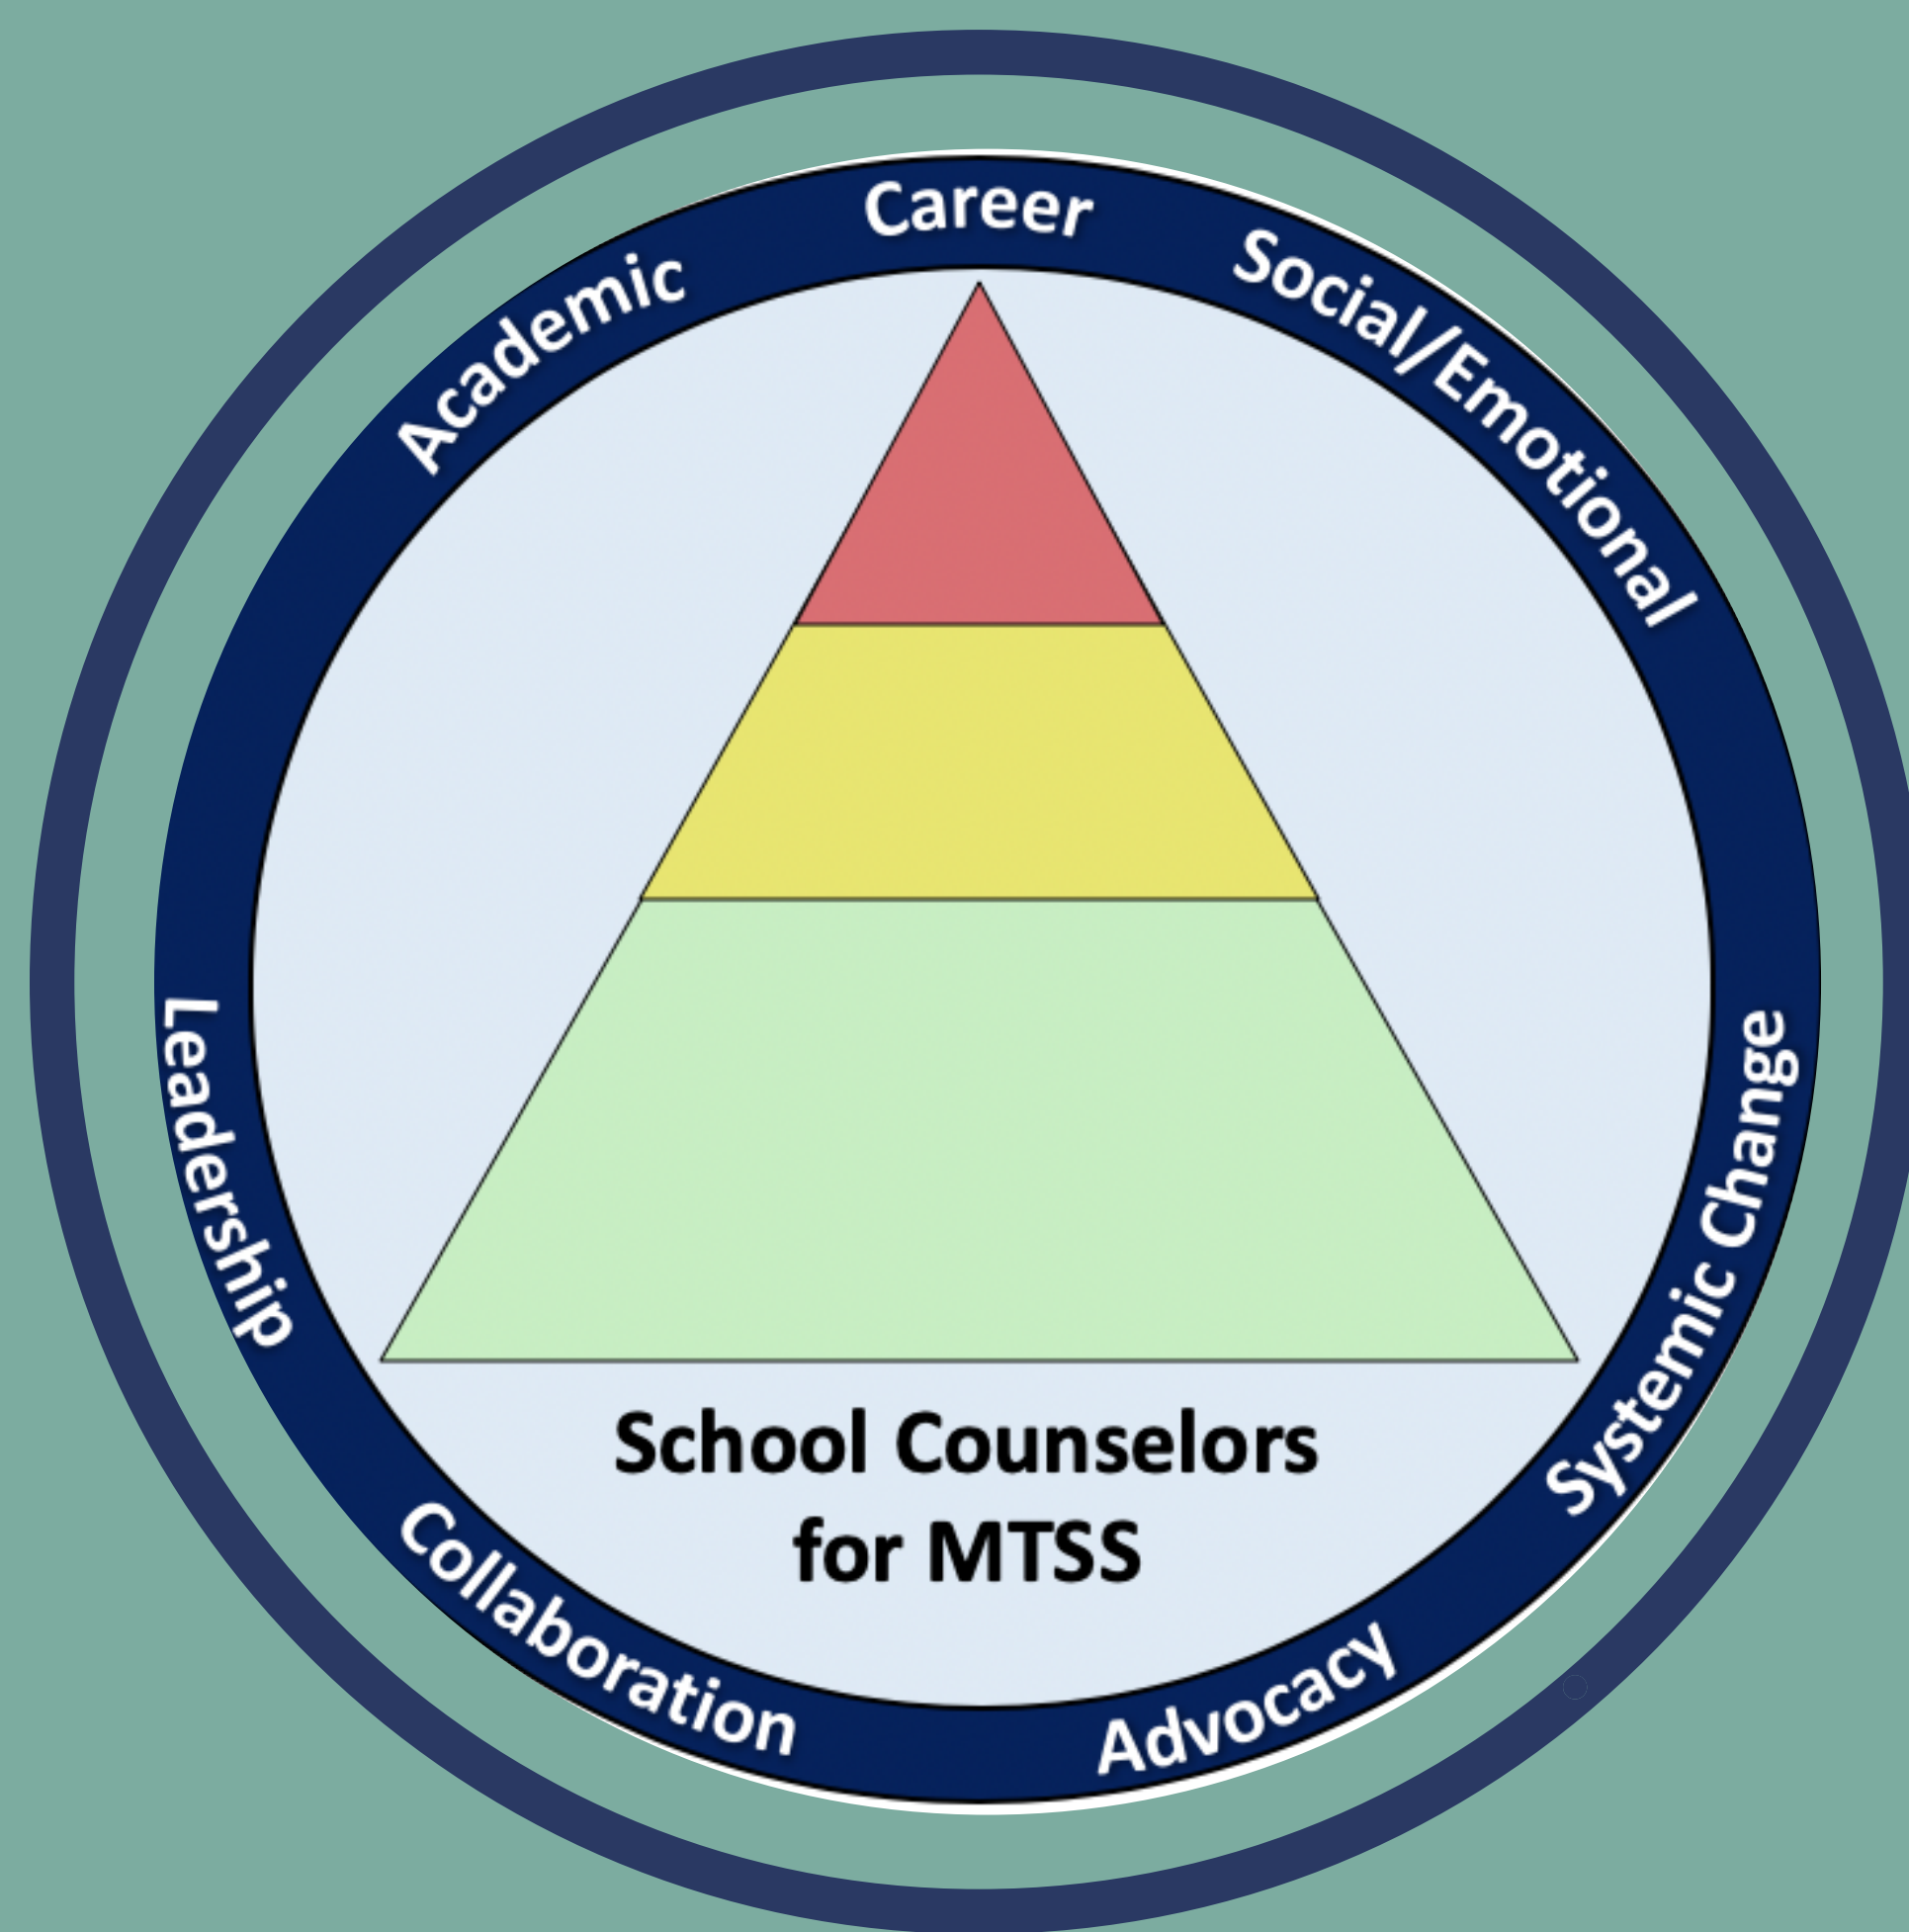 Academic
Career
Social/Emotional
Leadership
Systemic Change
School Counselors
for MTSS
Collaboration
Advocacy